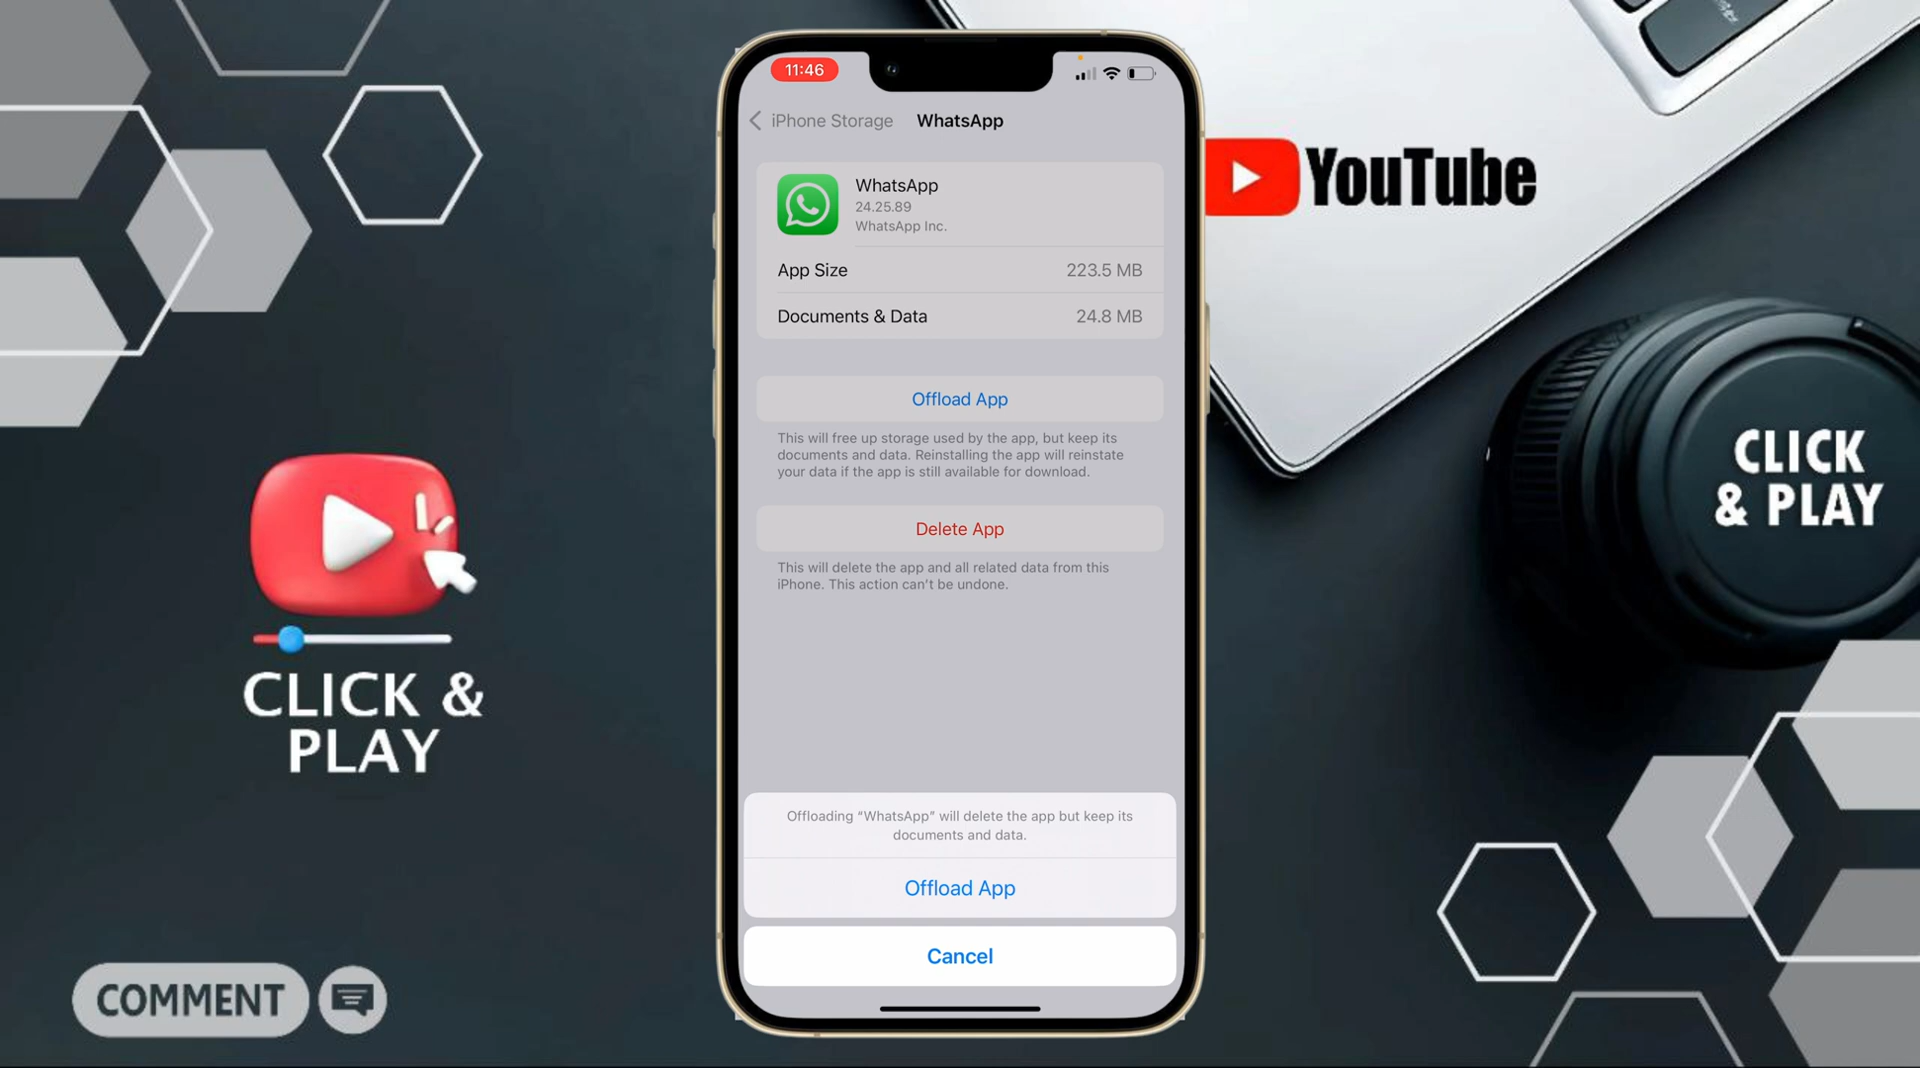 11:46
iPhone Storage
WhatsApp
WhatsApp
24.25.89
WhatsApp Inc.
App Size
223.5 MB
Documents & Data
24.8 MB
Offload App
This will free up storage used by the app, but keep its
documents and data. Reinstalling the app will reinstate
your data if the app is still available for download.
Delete App
This will delete the app and all related data from this
iPhone. This action can't be undone.
Offloading “WhatsApp” will delete the app but keep its
documents and data.
Offload App
Cancel
YouTube
CLICK
& PLAY
CLICK &
PLAY
COMMENT